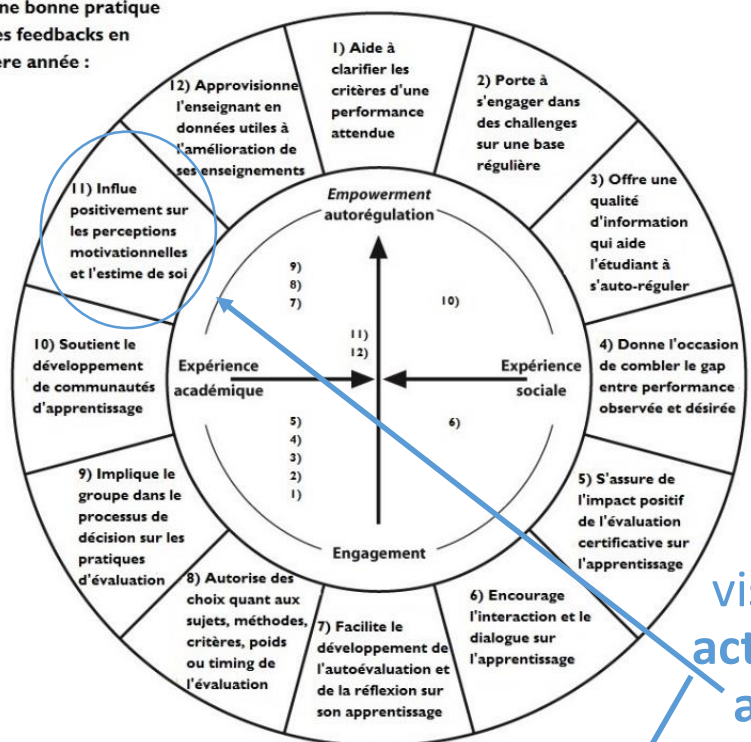 ne bonne pratique
es feedbacks en
ère année :
1) Aide à
clarifier les
critères d'une
performance
attendue
2) Porte à
s'engager dans
des challenges
sur une base
régulière
3) Offre une
qualité
d'information
qui aide
l'étudiant à
s'auto-réguler
4) Donne l'occasion
de combler le gap
entre performance
observée et désirée
5) S'assure de
l'impact positif
de l'évaluation
certificative sur
l'apprentissage
6) Encourage
l'interaction et le
dialogue sur
l'apprentissage
7) Facilite le
développement de
l'autoévaluation et
de la réflexion sur
son apprentissage
8) Autorise des
choix quant aux
sujets, méthodes,
critères, poids
ou timing de
l'évaluation
9) Implique le
groupe dans le
processus de
décision sur les
pratiques
d'évaluation
10) Soutient le
développement
de communautés
d'apprentissage
11) Influe
positivement sur
les perceptions
motivationnelles
et l'estime de soi
12) Approvisionne
l'enseignant en
données utiles à
l'amélioration de
ses enseignements
Empowerment
autorégulation
9)
8)
7)
10)
11)
12)
Expérience
académique
Expérience
sociale
5)
4)
3)
2)
1)
6)
Engagement
vis
act
a